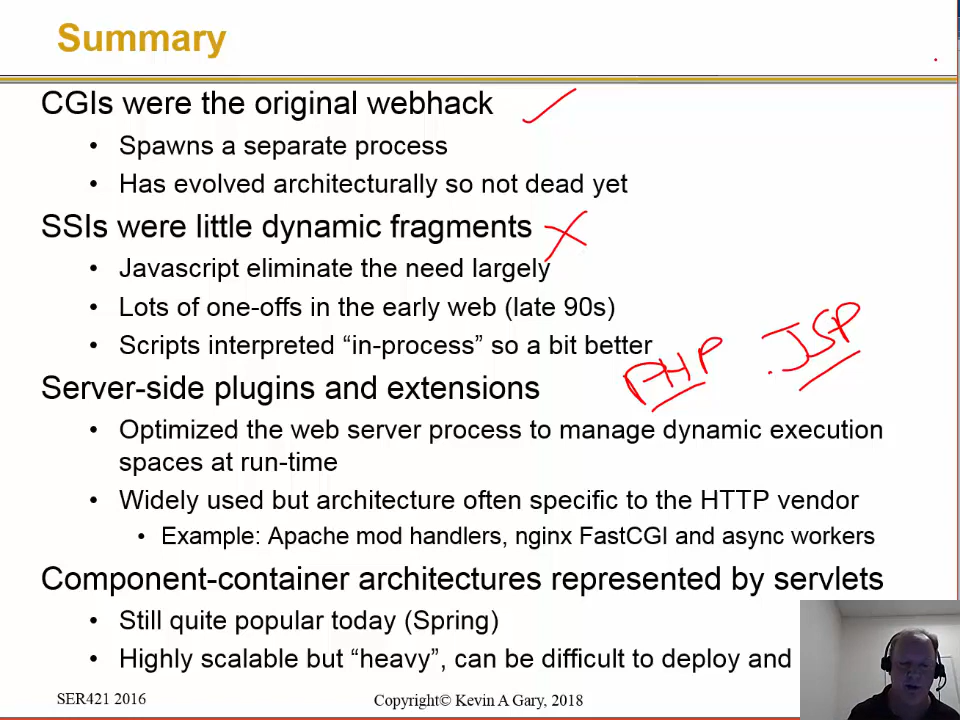 Summary
CGIs were the original webhack
• Spawns a separate process
• Has evolved architecturally so not dead yet
SSIs were little dynamic fragments
• Javascript eliminate the need largely
• Lots of one-offs in the early web (late 90s)
• Scripts interpreted “in-process” so a bit better
PHP .JSP
Server-side plugins and extensions
• Optimized the web server process to manage dynamic execution
spaces at run-time
• Widely used but architecture often specific to the HTTP vendor
• Example: Apache mod handlers, nginx FastCGI and async workers
Component-container architectures represented by servlets
• Still quite popular today (Spring)
• Highly scalable but “heavy”, can be difficult to deploy and
SER421 2016 Copyright© Kevin A Gary, 2018